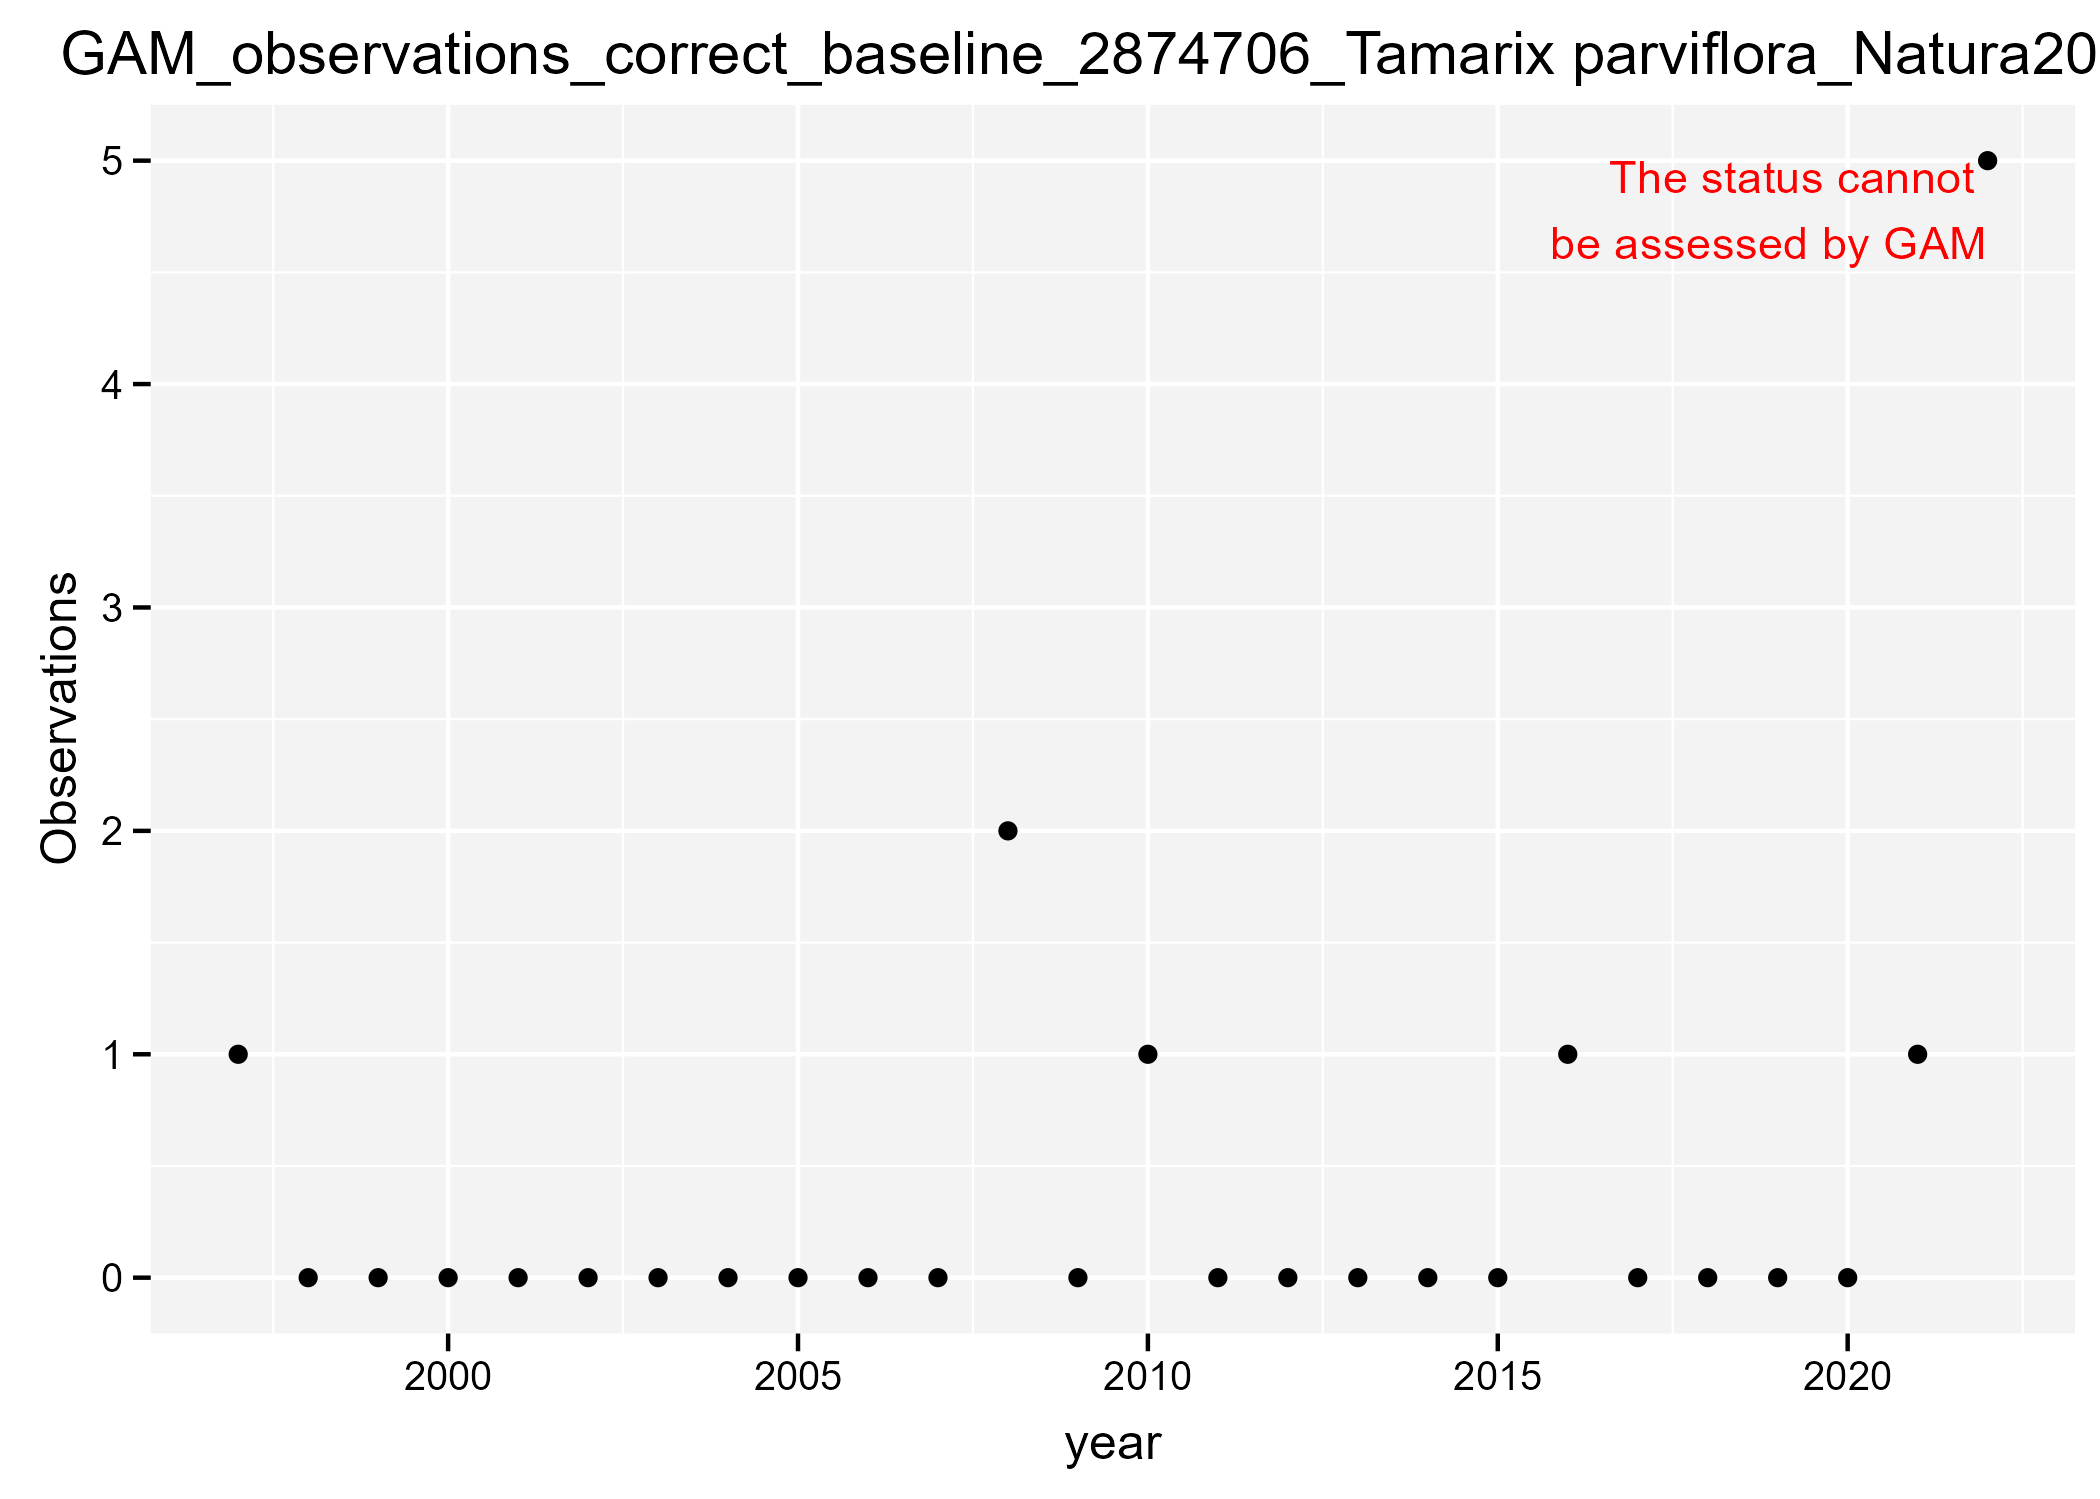 GAM_observations_correct_baseline_2874706_Tamarix parviflora_Natura20
5
The status cannot
be assessed by GAM
4
3
Observations
2
1
0
2000 2005 2010 2015 2020
year